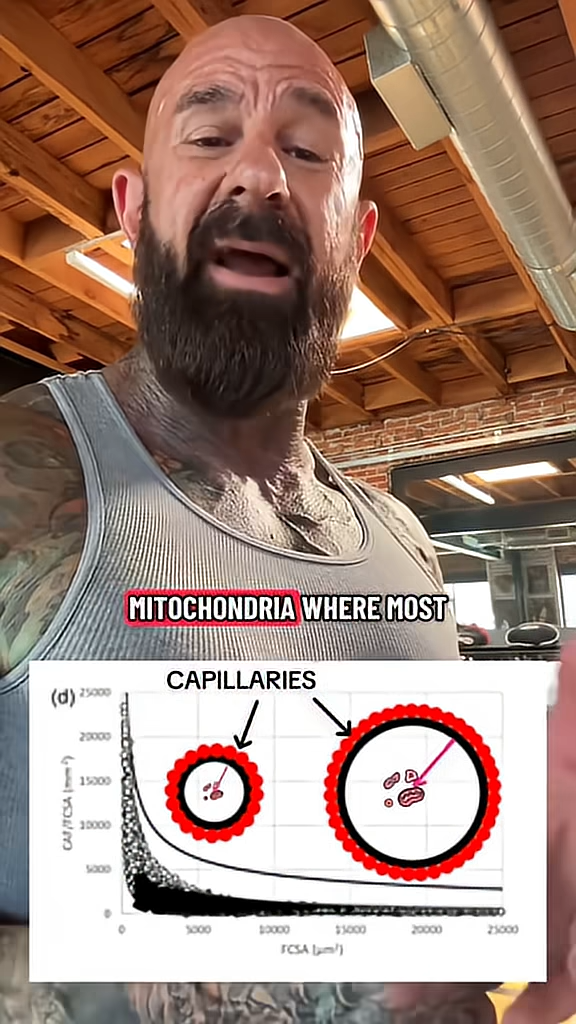 MITOCHONDRIA WHERE MOST
CAPILLARIES
(d)
25000
20000
15000
10000
5000
0
CAF/FCSA (mm⁻²)
0 5000 10000 15000 20000 25000
FCSA (µm²)